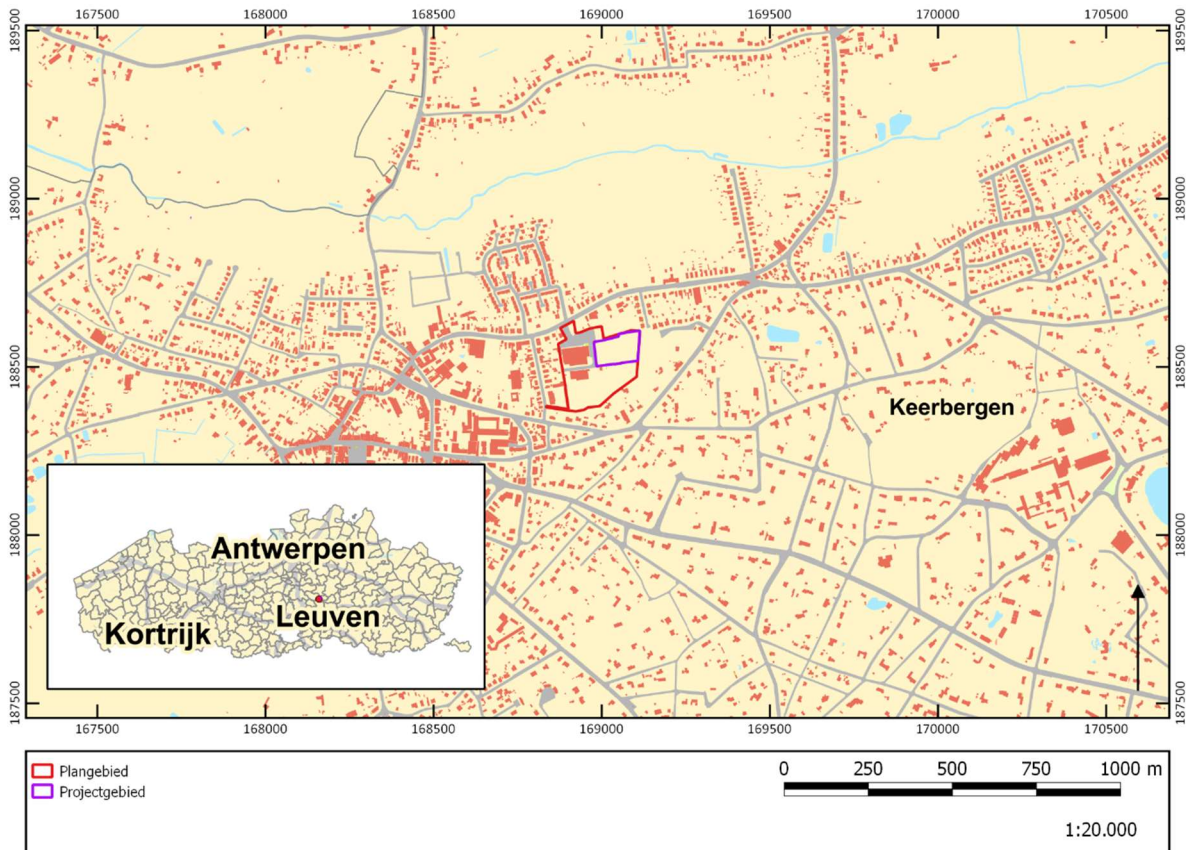 167500 168000 168500 169000 169500 170000 170500
189500 189500
189000 189000
188500 188500
Keerbergen
188000 188000
Antwerpen
Leuven
Kortrijk
187500 187500
167500 168000 168500 169000 169500 170000 170500
Plangebied
Projectgebied
0 250 500 750 1000 m
1:20.000